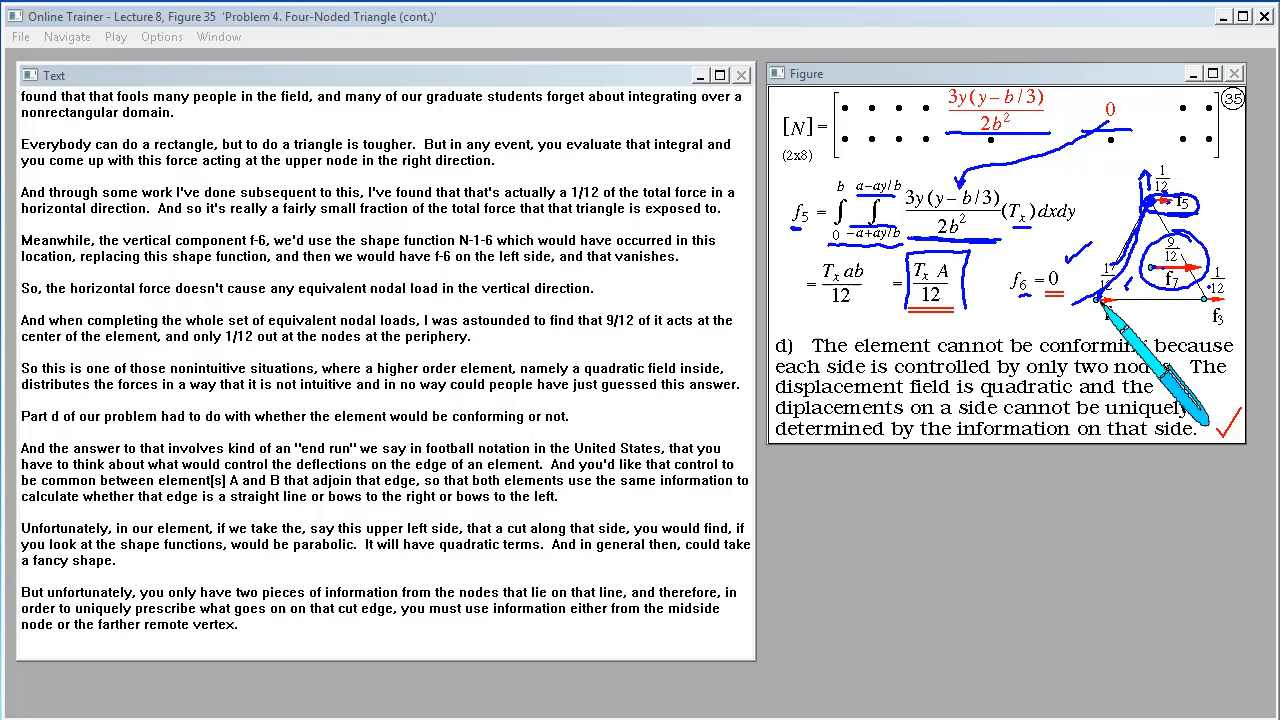 Online Trainer - Lecture 8, Figure 35 'Problem 4. Four-Noded Triangle (cont.)'
File Navigate Play Options Window
Text
found that that fools many people in the field, and many of our graduate students forget about integrating over a
nonrectangular domain.
Everybody can do a rectangle, but to do a triangle is tougher. But in any event, you evaluate that integral and
you come up with this force acting at the upper node in the right direction.
And through some work I've done subsequent to this, I've found that that's actually a 1/12 of the total force in a
horizontal direction. And so it's really a fairly small fraction of the total force that that triangle is exposed to.
Meanwhile, the vertical component f-6, we'd use the shape function N-1-6 which would have occurred in this
location, replacing this shape function, and then we would have f-6 on the left side, and that vanishes.
So, the horizontal force doesn't cause any equivalent nodal load in the vertical direction.
And when completing the whole set of equivalent nodal loads, I was astounded to find that 9/12 of it acts at the
center of the element, and only 1/12 out at the nodes at the periphery.
So this is one of those nonintuitive situations, where a higher order element, namely a quadratic field inside,
distributes the forces in a way that it is not intuitive and in no way could people have just guessed this answer.
Part d of our problem had to do with whether the element would be conforming or not.
And the answer to that involves kind of an "end run" we say in football notation in the United States, that you
have to think about what would control the deflections on the edge of an element. And you'd like that control to
be common between element[s] A and B that adjoin that edge, so that both elements use the same information to
calculate whether that edge is a straight line or bows to the right or bows to the left.
Unfortunately, in our element, if we take the, say this upper left side, that a cut along that side, you would find, if
you look at the shape functions, would be parabolic. It will have quadratic terms. And in general then, could take
a fancy shape.
But unfortunately, you only have two pieces of information from the nodes that lie on that line, and therefore, in
order to uniquely prescribe what goes on on that cut edge, you must use information either from the midside
node or the farther remote vertex.
Figure
35
[N] = 3y(y-b/3) / 2b² 0
(2x8)
f5 = ∫ 0 b ∫ -a+ay/b a-ay/b 3y(y-b/3) / 2b² (Tx) dxdy
= Tx ab / 12 = Tx A / 12 f6 = 0
1/12 f5
9/12 f7
1/12 f3
d) The element cannot be conforming because
each side is controlled by only two The
displacement field is quadratic and the
diplacements on a side cannot be uniquely
determined by the information on that side.